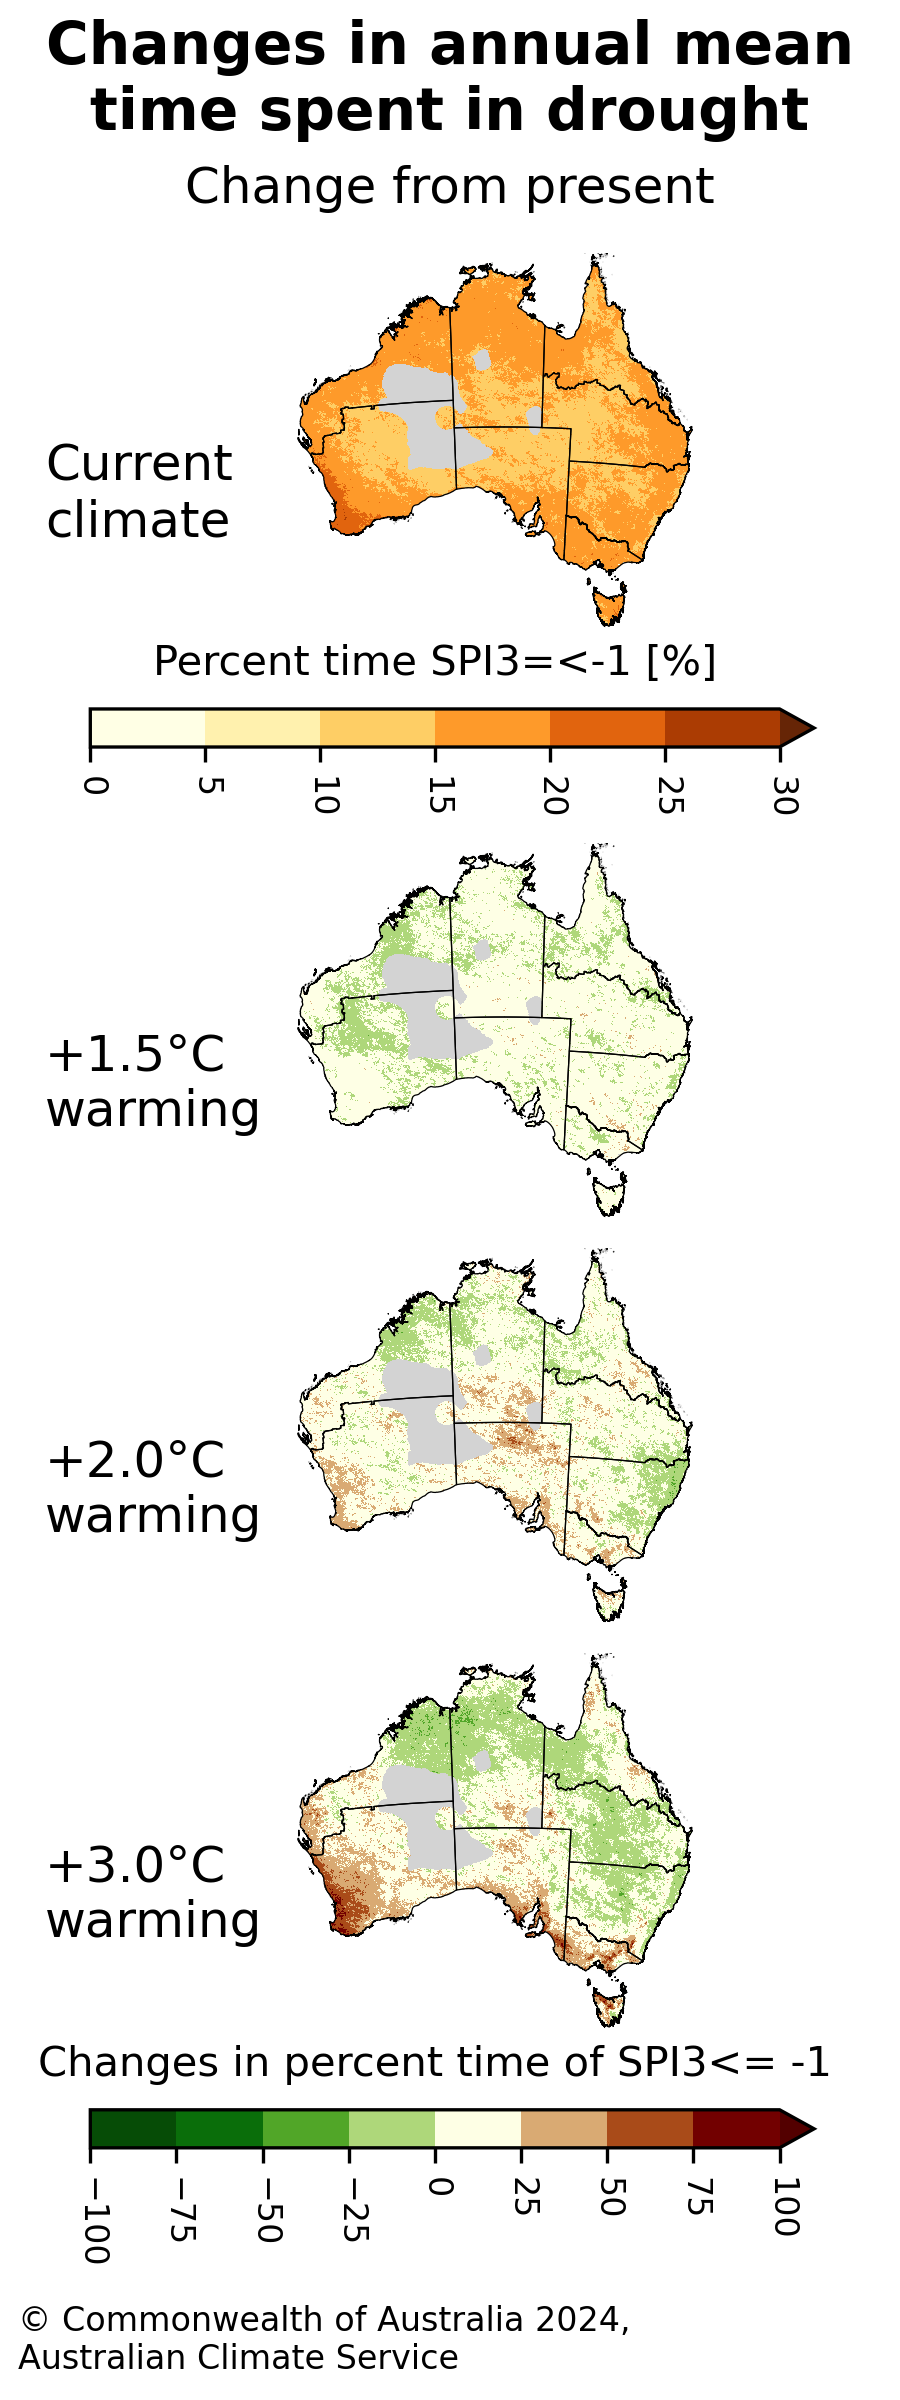 Changes in annual mean
time spent in drought
Change from present
Current
climate
Percent time SPI3=<-1 [%]
0 5 10 15 20 25 30
+1.5°C
warming
+2.0°C
warming
+3.0°C
warming
Changes in percent time of SPI3<= -1
−100 −75 −50 −25 0 25 50 75 100
© Commonwealth of Australia 2024,
Australian Climate Service